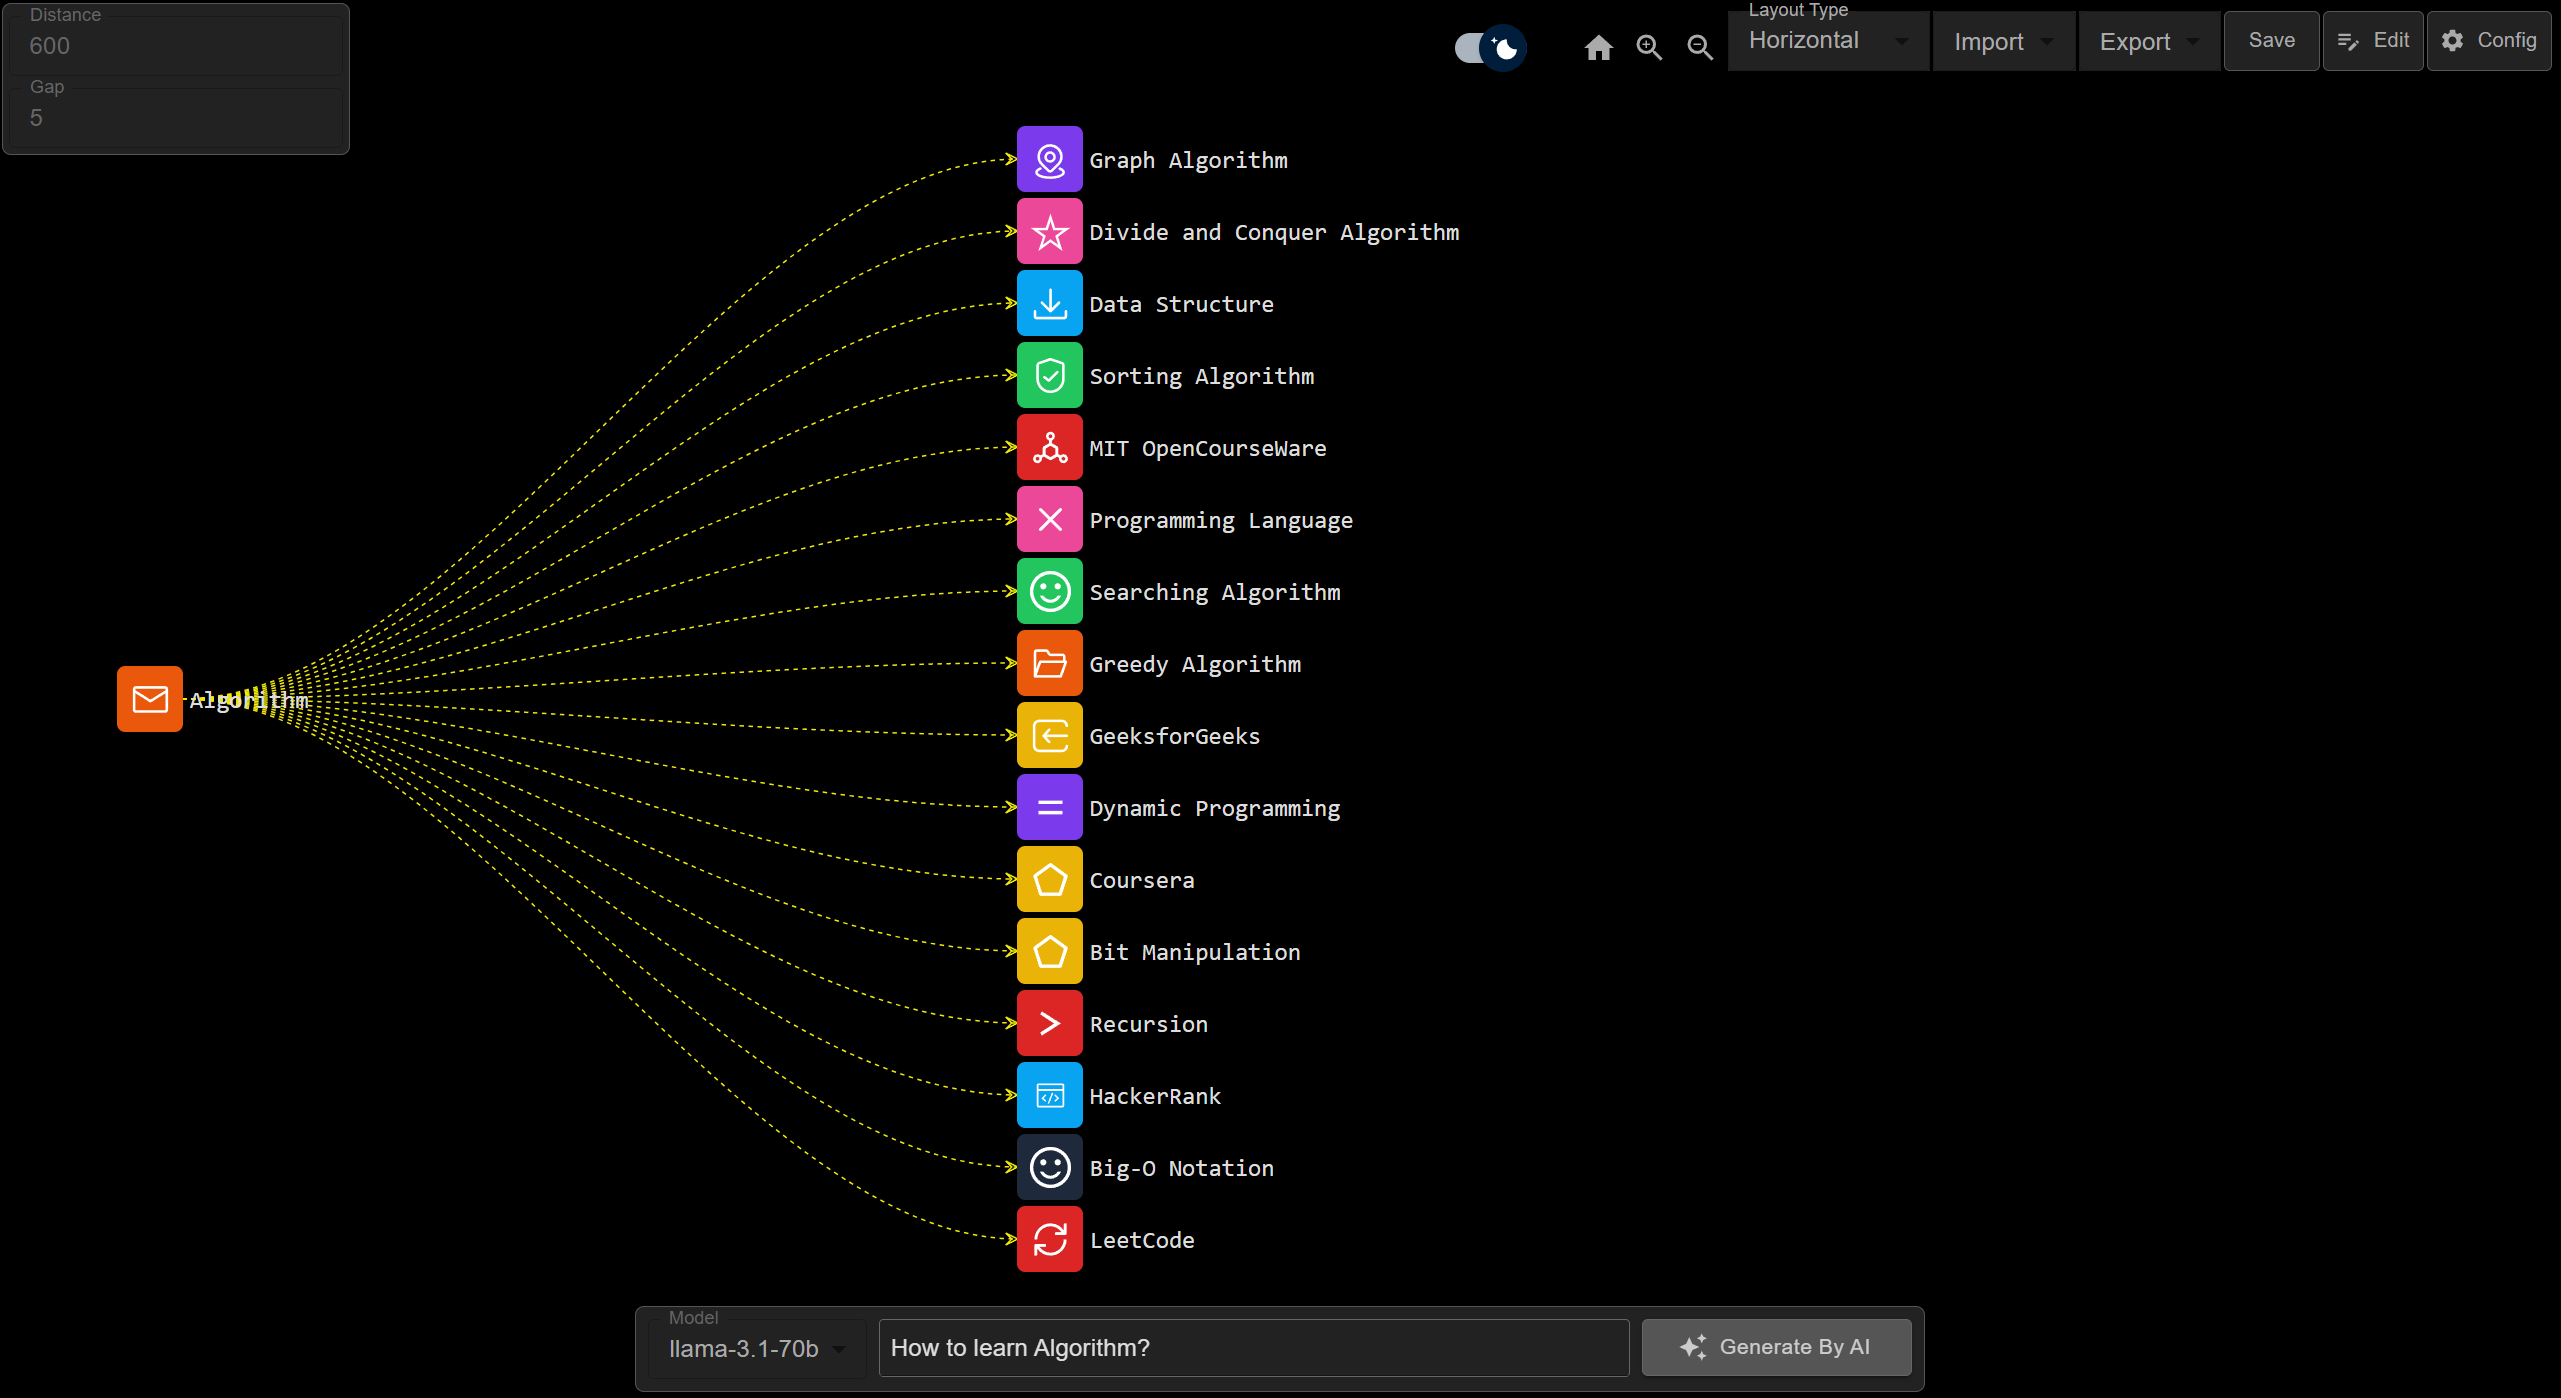 Distance
600
Gap
5
Layout Type
Horizontal
Import
Export
Save
Edit
Config
Graph Algorithm
Divide and Conquer Algorithm
Data Structure
Sorting Algorithm
MIT OpenCourseWare
Programming Language
Searching Algorithm
Greedy Algorithm
Algorithm
GeeksforGeeks
Dynamic Programming
Coursera
Bit Manipulation
Recursion
HackerRank
Big-O Notation
LeetCode
Model
llama-3.1-70b
How to learn Algorithm?
Generate By AI